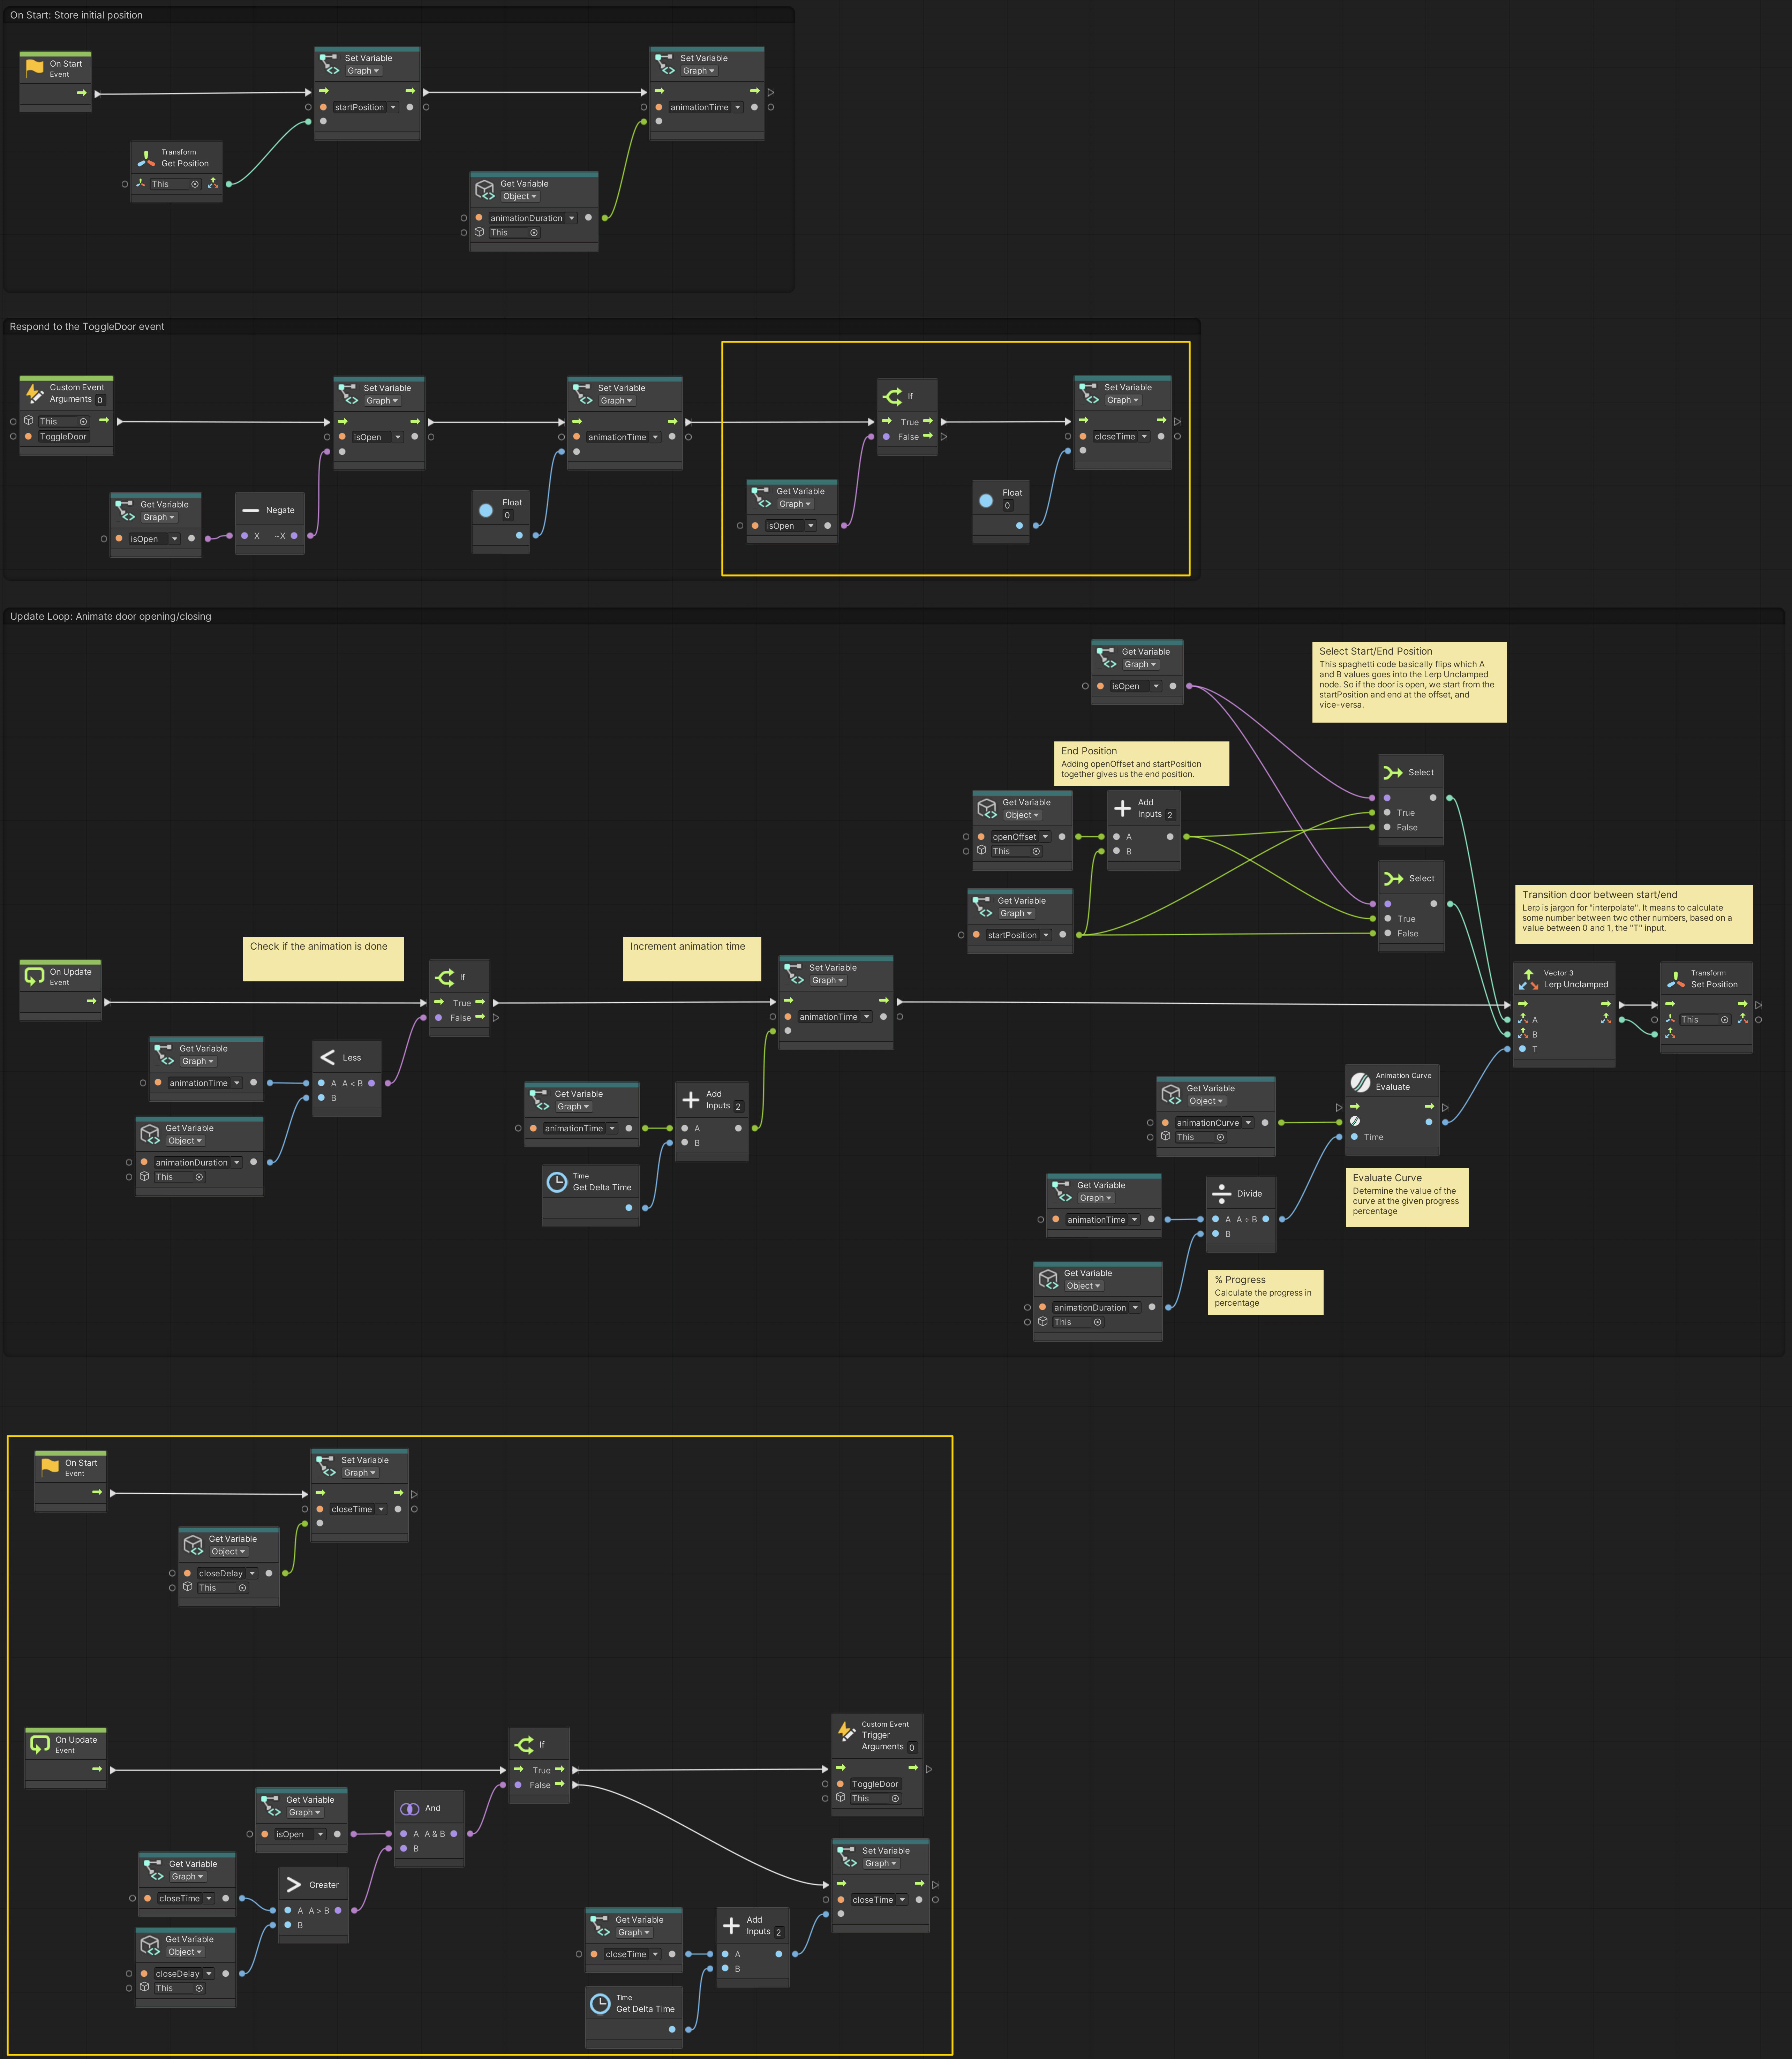 On Start: Store initial position
On Start
Event
Set Variable
Graph
startPosition
Set Variable
Graph
animationTime
Transform
Get Position
This
Get Variable
Object
animationDuration
This
Respond to the ToggleDoor event
Custom Event
Arguments 0
This
ToggleDoor
Set Variable
Graph
isOpen
Set Variable
Graph
animationTime
If
True
False
Set Variable
Graph
closeTime
Get Variable
Graph
isOpen
Negate
X ~X
Float
0
Get Variable
Graph
isOpen
Float
0
Update Loop: Animate door opening/closing
Get Variable
Graph
isOpen
Select Start/End Position
This spaghetti code basically flips which A
and B values goes into the Lerp Unclamped
node. So if the door is open, we start from the
startPosition and end at the offset, and
vice-versa.
End Position
Adding openOffset and startPosition
together gives us the end position.
Select
True
False
Get Variable
Object
openOffset
This
Add
Inputs 2
A
B
Select
True
False
Get Variable
Graph
startPosition
Transition door between start/end
Lerp is jargon for "interpolate". It means to calculate
some number between two other numbers, based on a
value between 0 and 1, the "T" input.
Check if the animation is done
Increment animation time
On Update
Event
If
True
False
Set Variable
Graph
animationTime
Vector 3
Lerp Unclamped
A
B
T
Transform
Set Position
This
Get Variable
Graph
animationTime
Less
A A < B
B
Get Variable
Object
animationDuration
This
Get Variable
Graph
animationTime
Add
Inputs 2
A
B
Time
Get Delta Time
Get Variable
Object
animationCurve
This
Animation Curve
Evaluate
Time
Evaluate Curve
Determine the value of the
curve at the given progress
percentage
Get Variable
Graph
animationTime
Divide
A A ÷ B
B
Get Variable
Object
animationDuration
This
% Progress
Calculate the progress in
percentage
On Start
Event
Set Variable
Graph
closeTime
Get Variable
Object
closeDelay
This
On Update
Event
If
True
False
Custom Event
Trigger
Arguments 0
ToggleDoor
This
Get Variable
Graph
isOpen
And
A A & B
B
Get Variable
Graph
closeTime
Greater
A A > B
B
Get Variable
Object
closeDelay
This
Set Variable
Graph
closeTime
Get Variable
Graph
closeTime
Add
Inputs 2
A
B
Time
Get Delta Time